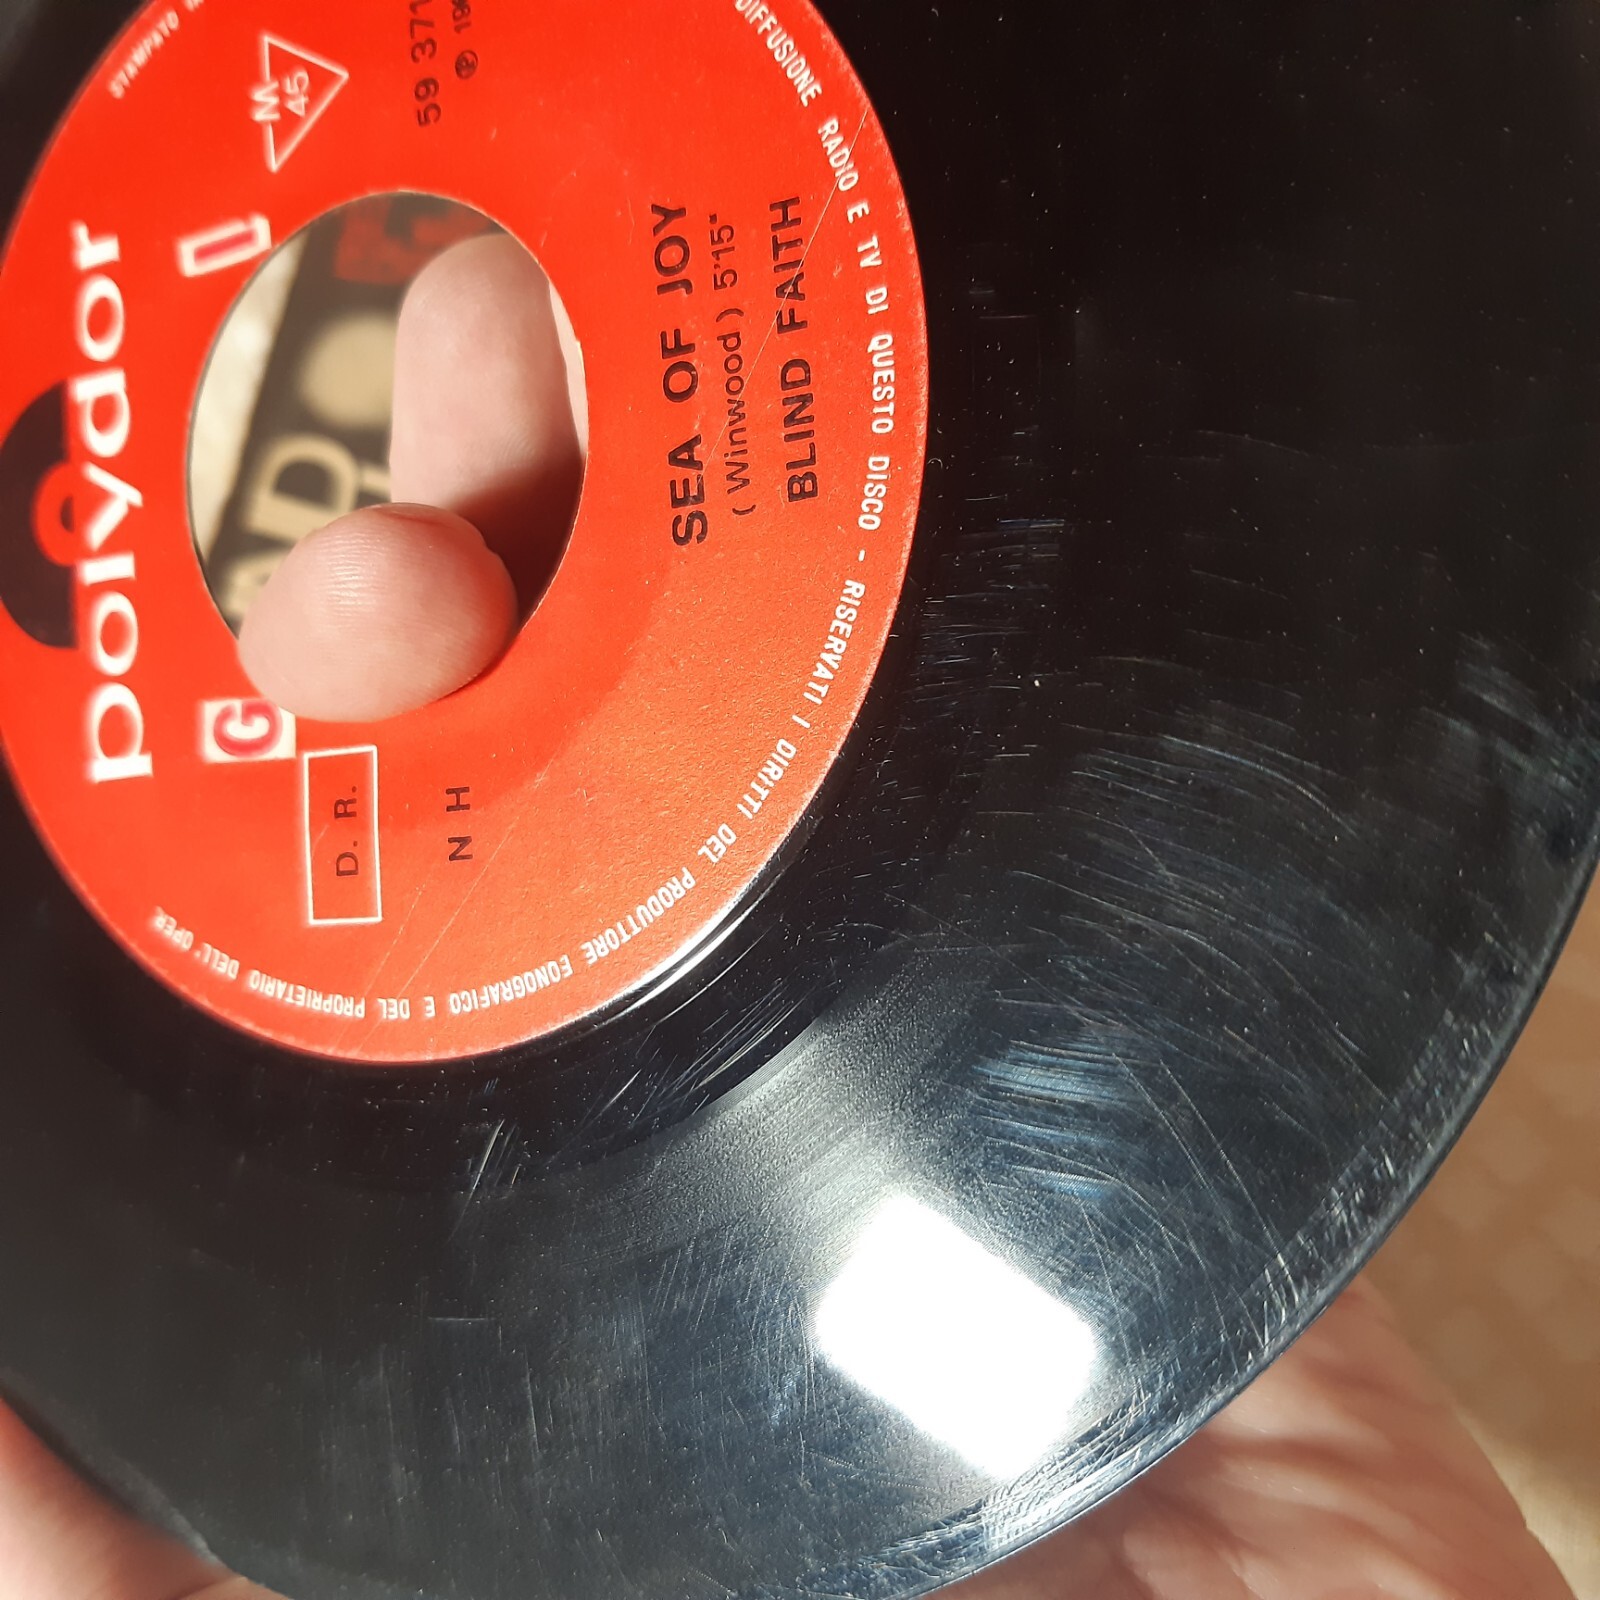 polydor
M
45
59 371
℗ 196
G
D. R.
N H
SEA OF JOY
( Winwood ) 5'15"
BLIND FAITH
STAMPATO
DIFFUSIONE RADIO E TV DI QUESTO DISCO - RISERVATI I DIRITTI DEL PRODUTTORE FONOGRAFICO E DEL PROPRIETARIO DELL' OPER